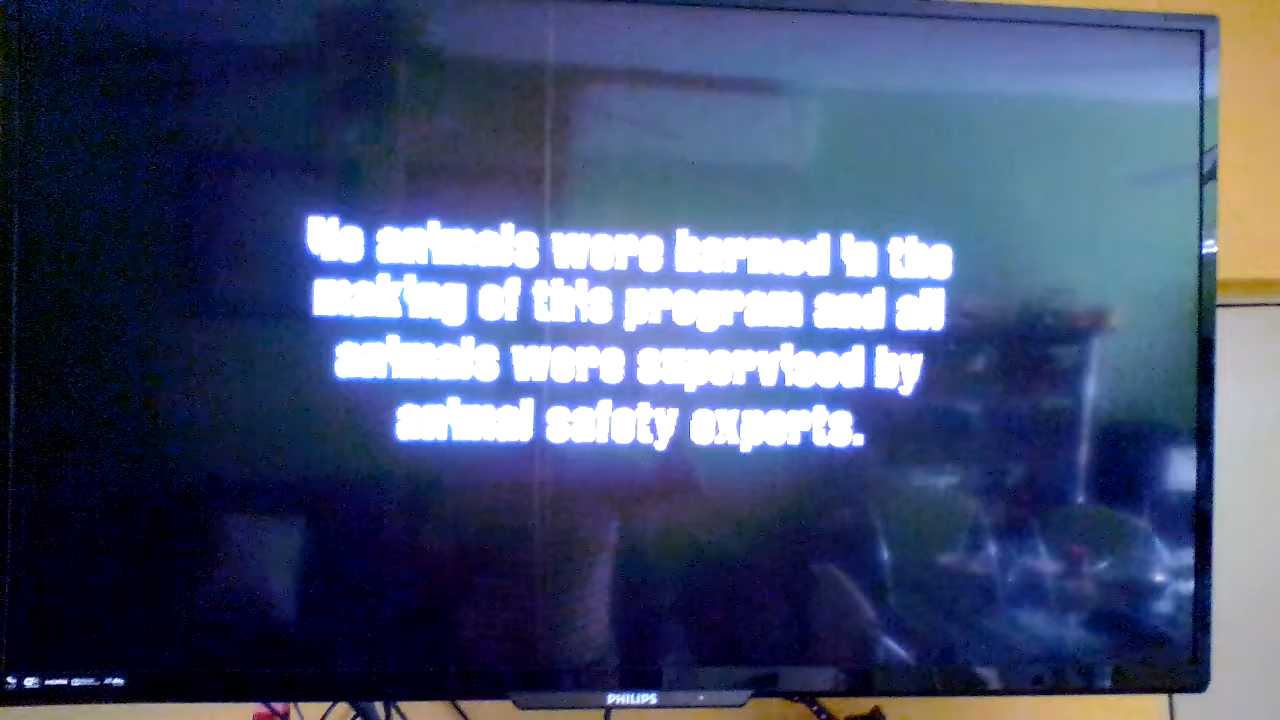 No animals were harmed in the
making of this program and all
animals were supervised by
animal safety experts.
PHILIPS